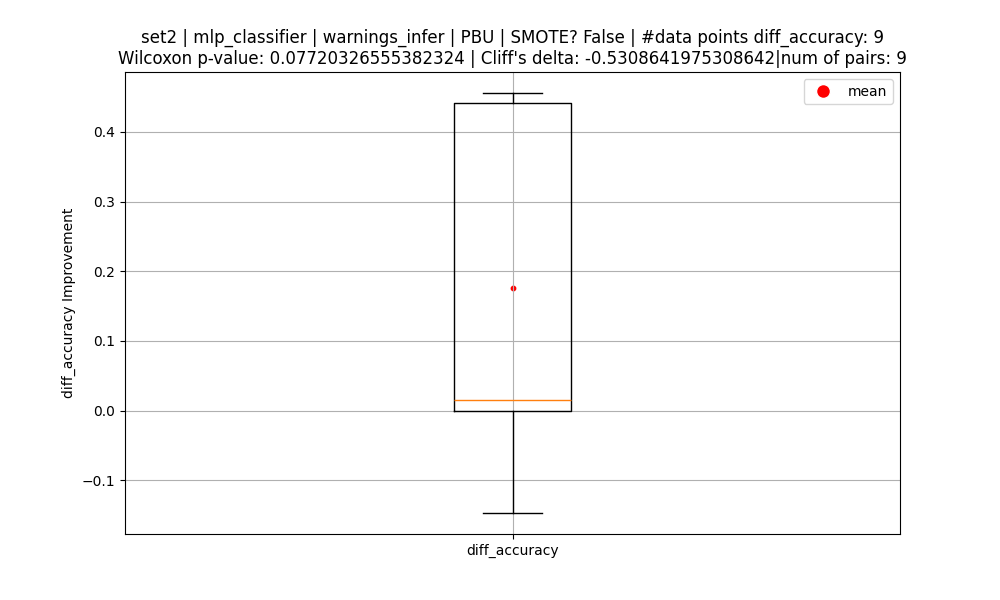 set2 | mlp_classifier | warnings_infer | PBU | SMOTE? False | #data points diff_accuracy: 9
Wilcoxon p-value: 0.07720326555382324 | Cliff's delta: -0.5308641975308642|num of pairs: 9
mean
0.4
0.3
0.2
0.1
0.0
−0.1
diff_accuracy Improvement
diff_accuracy